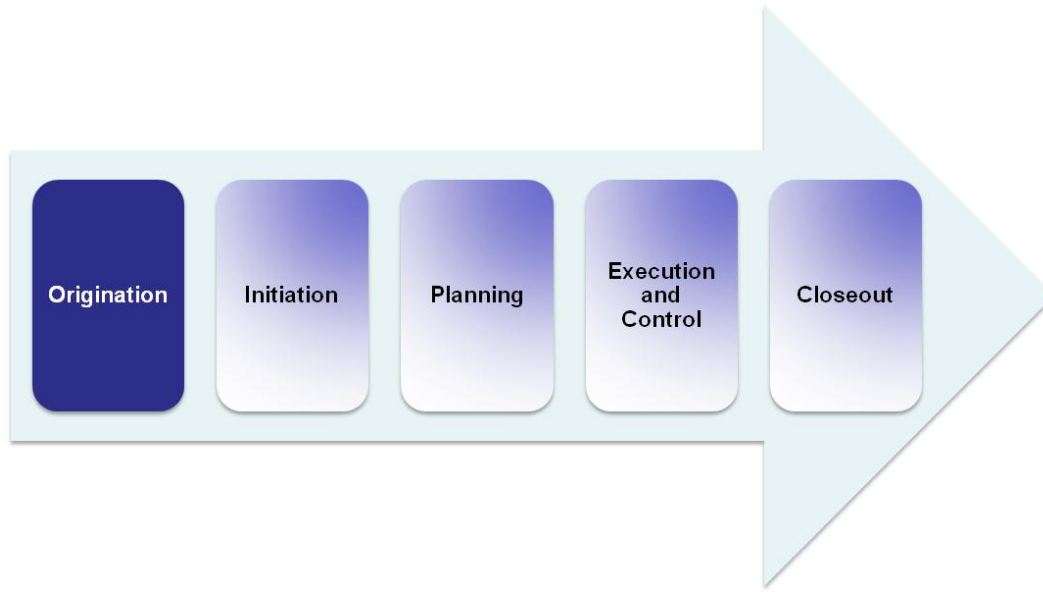 Origination
Initiation
Planning
Execution
and
Control
Closeout